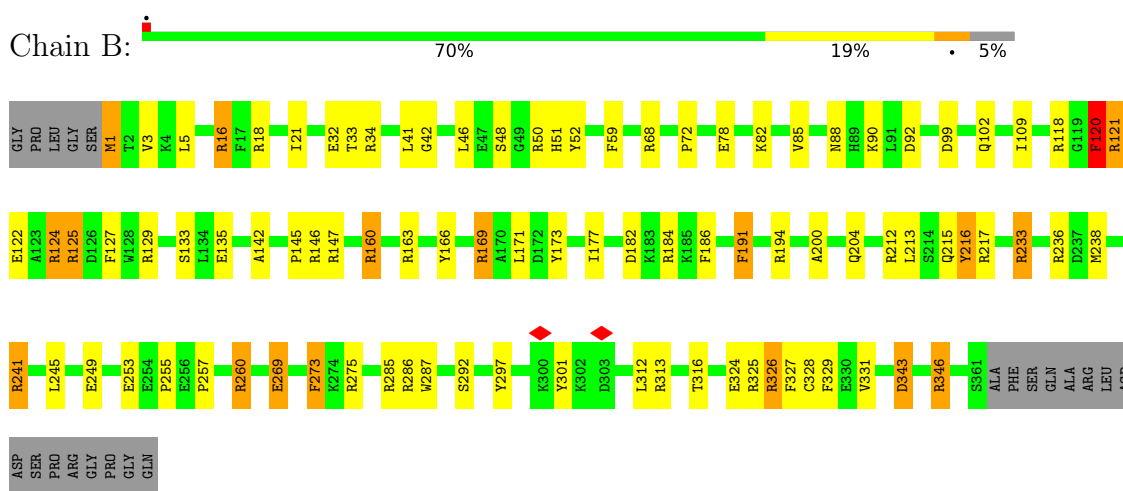 Chain B:
70% 19% • 5%
GLY PRO LEU GLY SER M1 T2 V3 K4 L5 R16 F17 R18 I21 E32 T33 R34 L41 G42 L46 E47 S48 G49 R50 H51 Y52 F59 R68 P72 E78 K82 V85 N88 H89 K90 L91 D92 D99 Q102 I109 R118 G119 F120 R121
E122 A123 R124 R125 D126 F127 W128 R129 S133 L134 E135 A142 P145 R146 R147 R160 R163 Y166 R169 A170 L171 D172 Y173 I177 D182 K183 R184 K185 F186 F191 R194 A200 Q204 R212 L213 S214 Q215 Y216 R217 R233 R236 D237 M238
R241 L245 E249 E253 E254 P255 E256 P257 R260 E269 F273 K274 R275 R285 R286 W287 S292 Y297 K300 Y301 K302 D303 L312 R313 T316 E324 R325 R326 F327 C328 F329 E330 V331 D343 R346 S361 ALA PHE SER GLN ALA ARG LEU
ASP SER PRO ARG GLY PRO GLY GLN